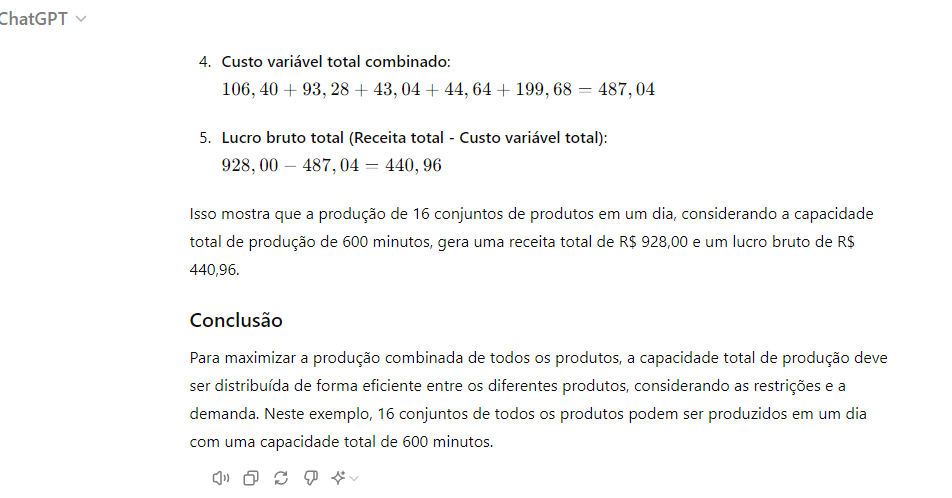 ChatGPT
4. Custo variável total combinado:
106, 40 + 93, 28 + 43, 04 + 44, 64 + 199, 68 = 487, 04
5. Lucro bruto total (Receita total - Custo variável total):
928, 00 − 487, 04 = 440, 96
Isso mostra que a produção de 16 conjuntos de produtos em um dia, considerando a capacidade
total de produção de 600 minutos, gera uma receita total de R$ 928,00 e um lucro bruto de R$
440,96.
Conclusão
Para maximizar a produção combinada de todos os produtos, a capacidade total de produção deve
ser distribuída de forma eficiente entre os diferentes produtos, considerando as restrições e a
demanda. Neste exemplo, 16 conjuntos de todos os produtos podem ser produzidos em um dia
com uma capacidade total de 600 minutos.